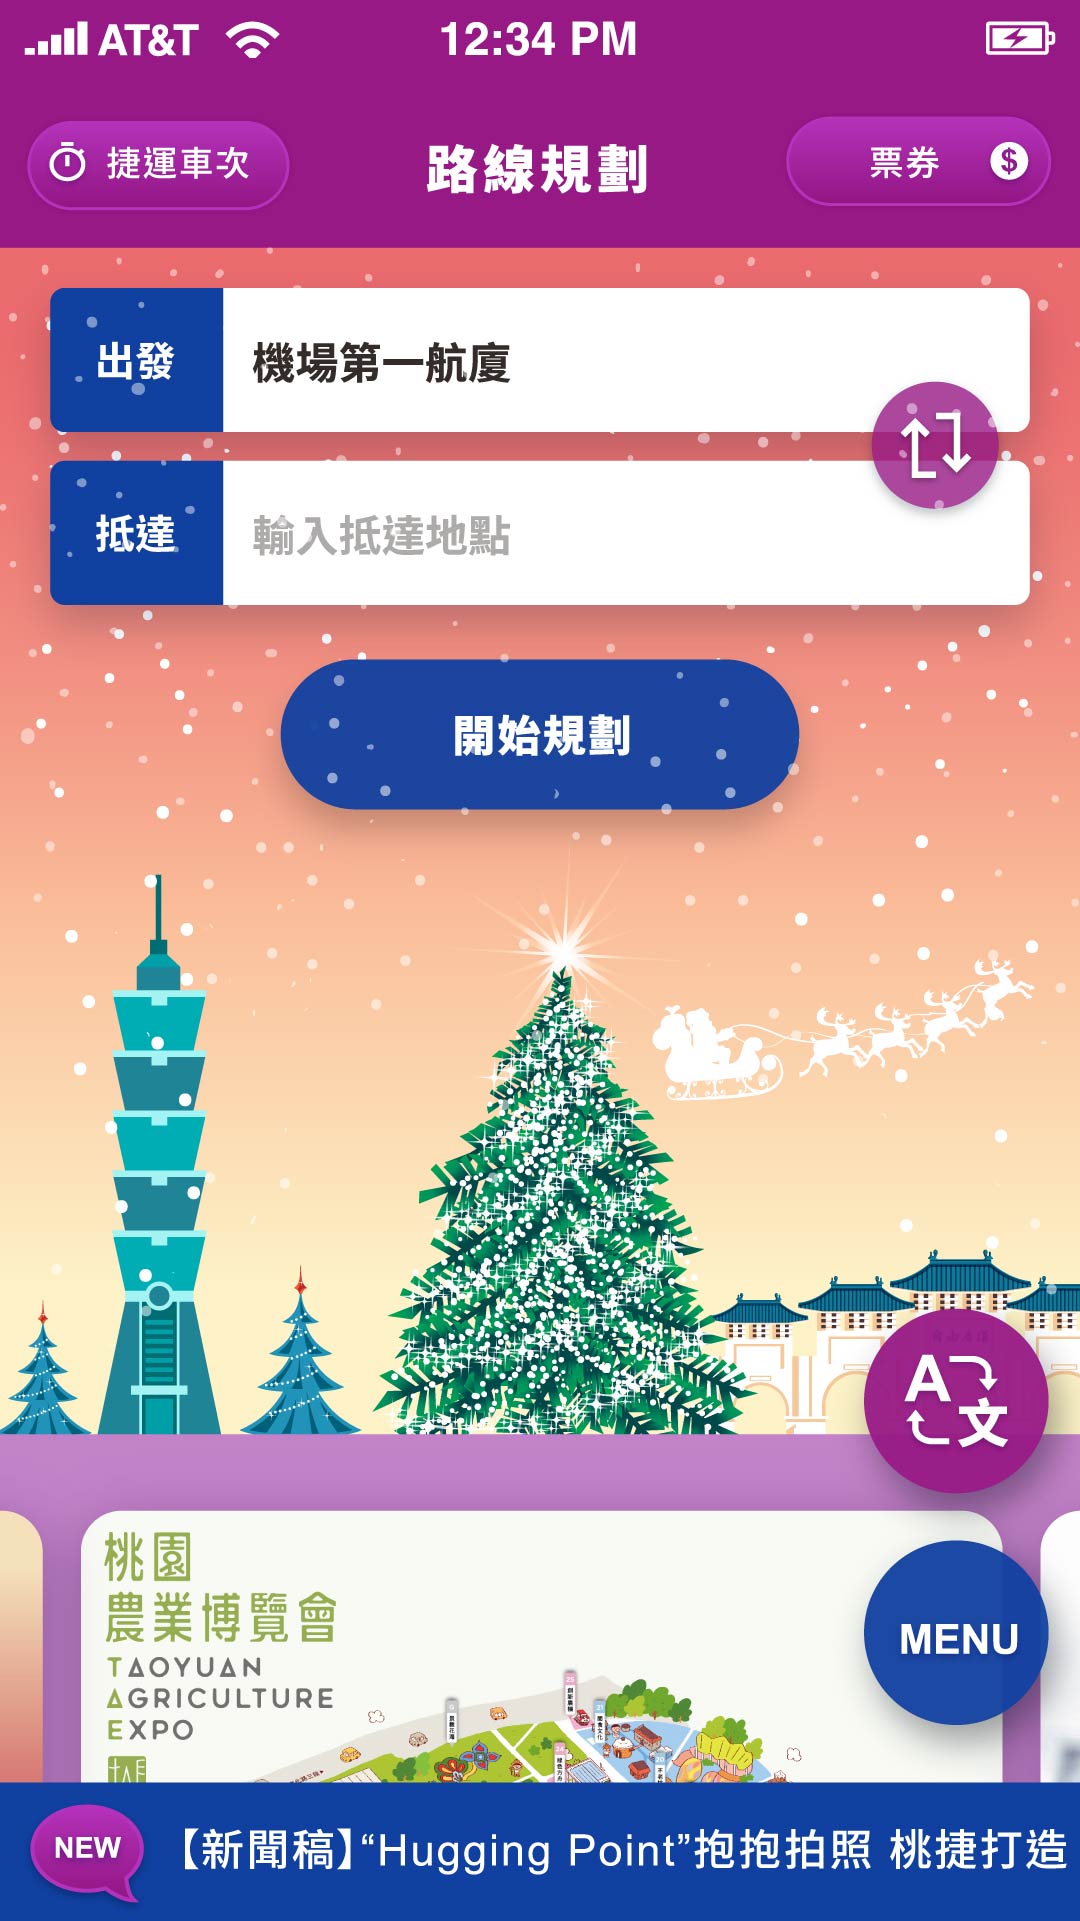 AT&T
12:34 PM
捷運車次
路線規劃
票券
$
出發
機場第一航廈
抵達
輸入抵達地點
開始規劃
A
文
桃園
農業博覽會
TAOYUAN
AGRICULTURE
EXPO
MENU
NEW
【新聞稿】“Hugging Point”抱抱拍照 桃捷打造